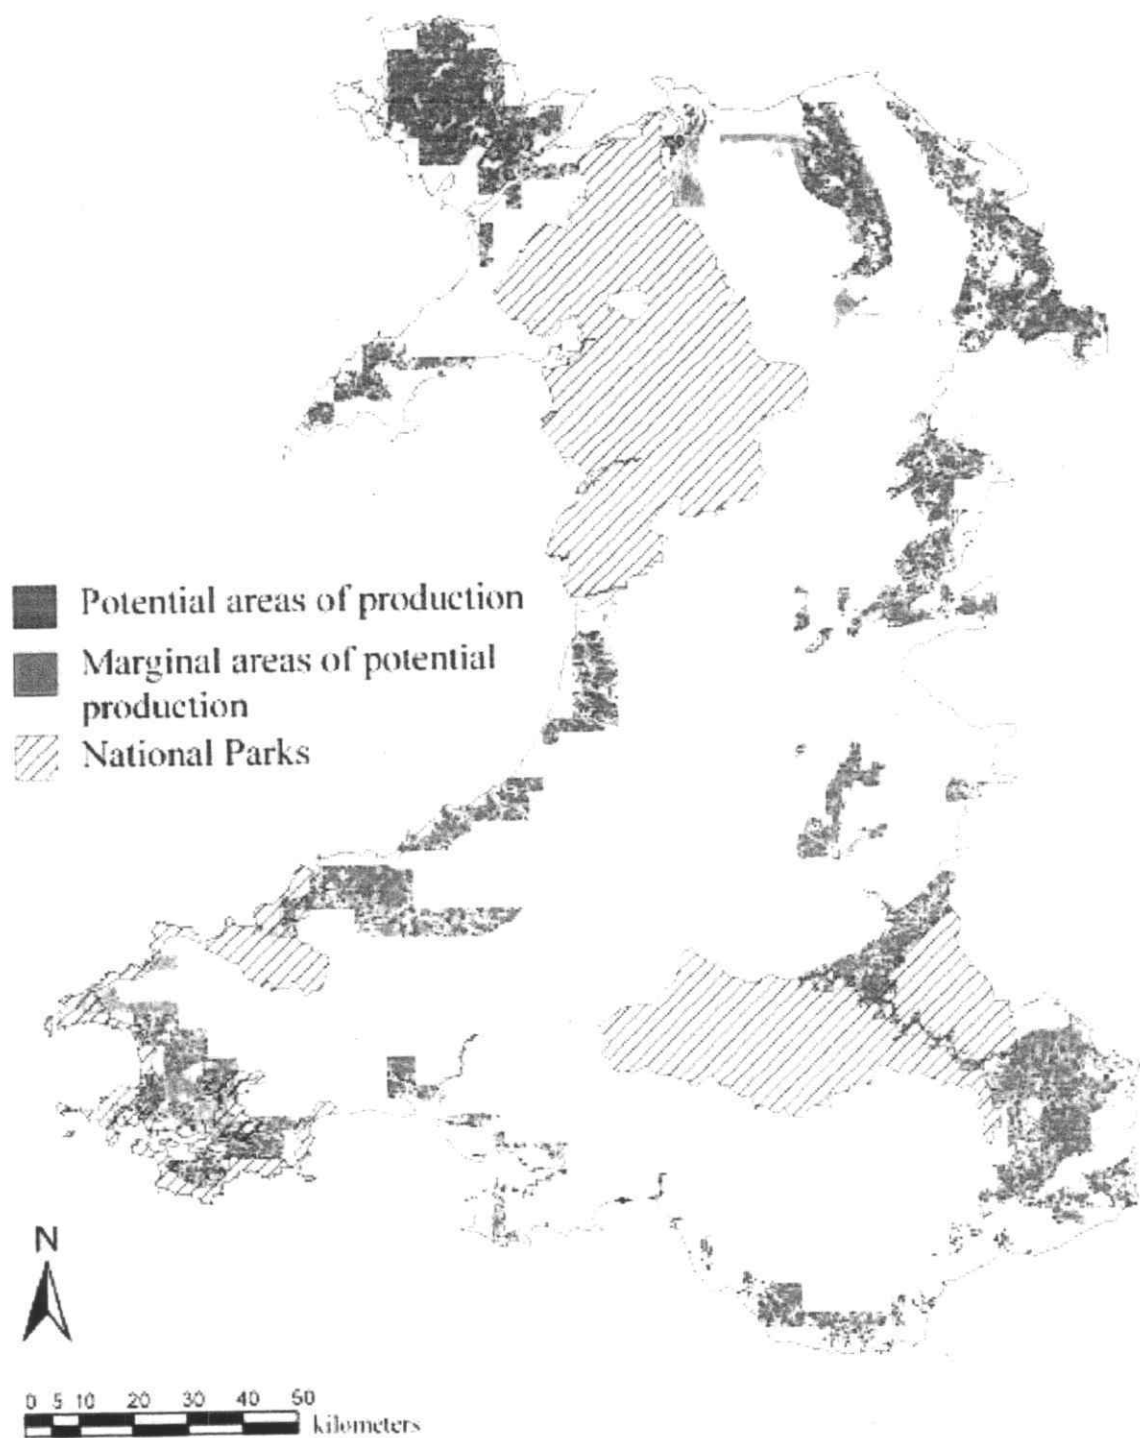 Potential areas of production
Marginal areas of potential
production
National Parks
N
0 5 10 20 30 40 50
kilometers